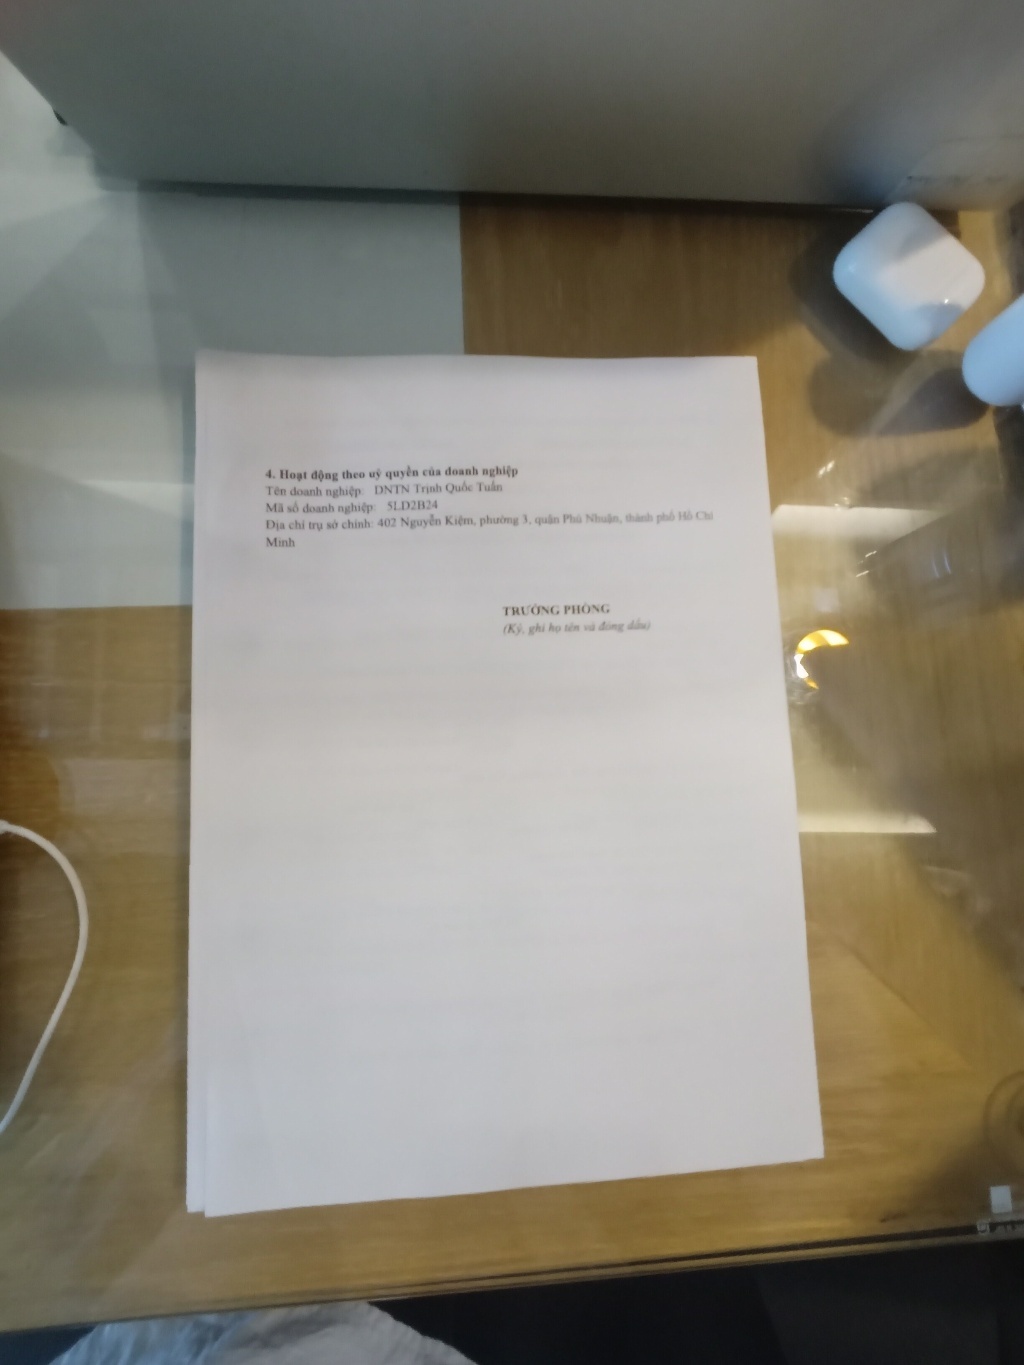 4. Hoạt động theo uỷ quyền của doanh nghiệp
Tên doanh nghiệp: DNTN Trịnh Quốc Tuấn
Mã số doanh nghiệp: 5LD2B24
Địa chỉ trụ sở chính: 402 Nguyễn Kiệm, phường 3, quận Phú Nhuận, thành phố Hồ Chí
Minh
TRƯỞNG PHÒNG
(Ký, ghi họ tên và đóng dấu)